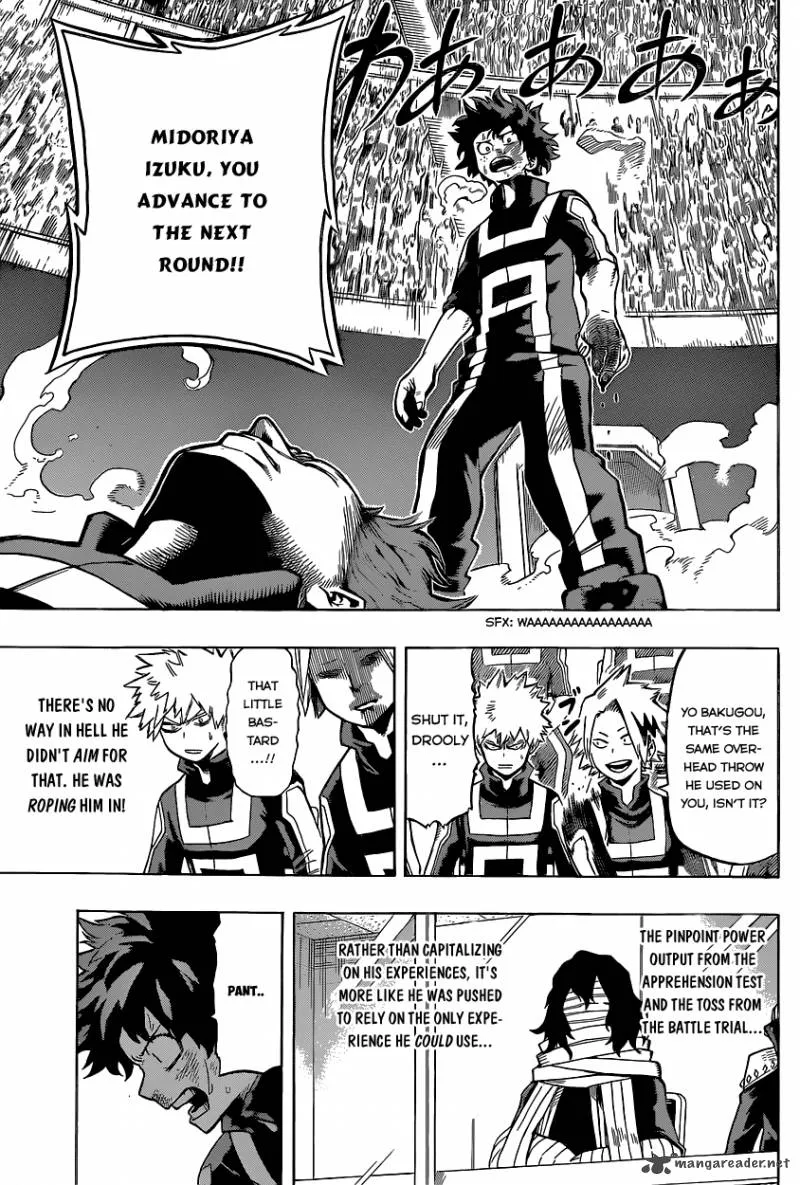 わあああああ
MIDORIYA
IZUKU, YOU
ADVANCE TO
THE NEXT
ROUND!!
SFX: WAAAAAAAAAAAAAAAAAA
YO BAKUGOU,
THAT'S THE
SAME OVER-
HEAD THROW
HE USED ON
YOU, ISN'T IT?
SHUT IT,
DROOLY
...
THAT
LITTLE
BAS-
TARD
...!!
THERE'S NO
WAY IN HELL HE
DIDN'T AIM FOR
THAT. HE WAS
ROPING HIM IN!
THE PINPOINT POWER
OUTPUT FROM THE
APPREHENSION TEST
AND THE TOSS FROM
THE BATTLE TRIAL...
RATHER THAN CAPITALIZING
ON HIS EXPERIENCES, IT'S
MORE LIKE HE WAS PUSHED
TO RELY ON THE ONLY EXPE-
RIENCE HE COULD USE...
PANT..
mangareader.net